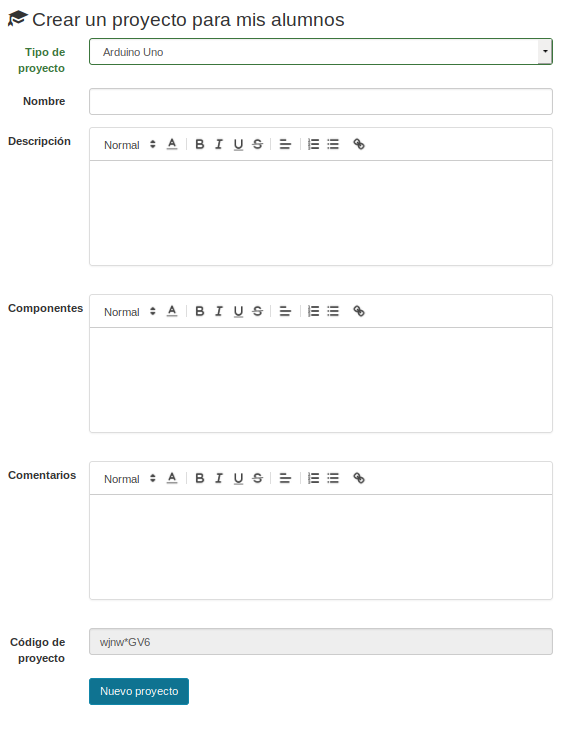 Crear un proyecto para mis alumnos
Tipo de proyecto
Arduino Uno
Nombre
Descripción
Normal A B I U S
Componentes
Normal A B I U S
Comentarios
Normal A B I U S
Código de proyecto
wjnw*GV6
Nuevo proyecto